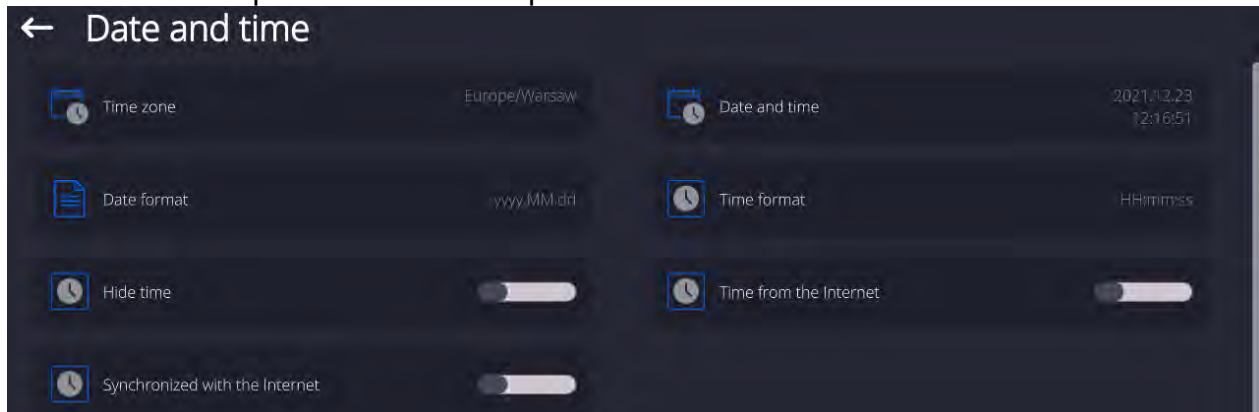 Date and time
Time zone
Europe/Warsaw
Date and time
2021.12.23
12:16:51
Date format
yyyy.MM.dd
Time format
HH:mm:ss
Hide time
Time from the Internet
Synchronized with the Internet